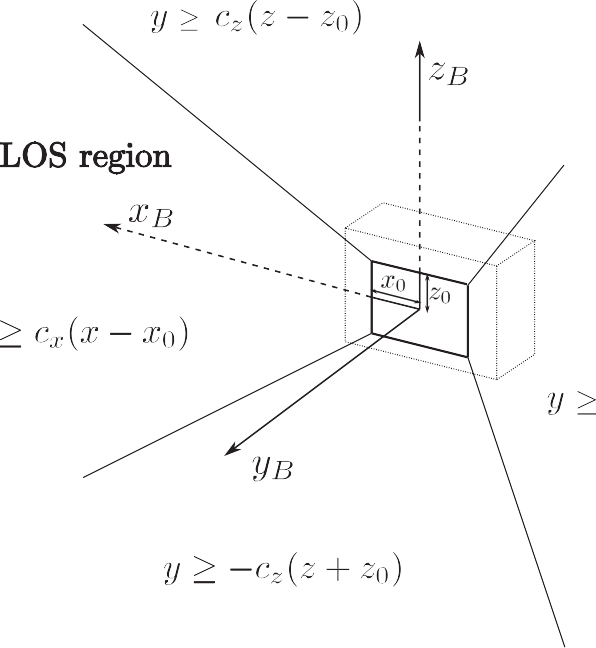 y ≥ c_z(z − z_0)
z_B
LOS region
x_B
x_0
z_0
≥ c_x(x − x_0)
y ≥
y_B
y ≥ −c_z(z + z_0)